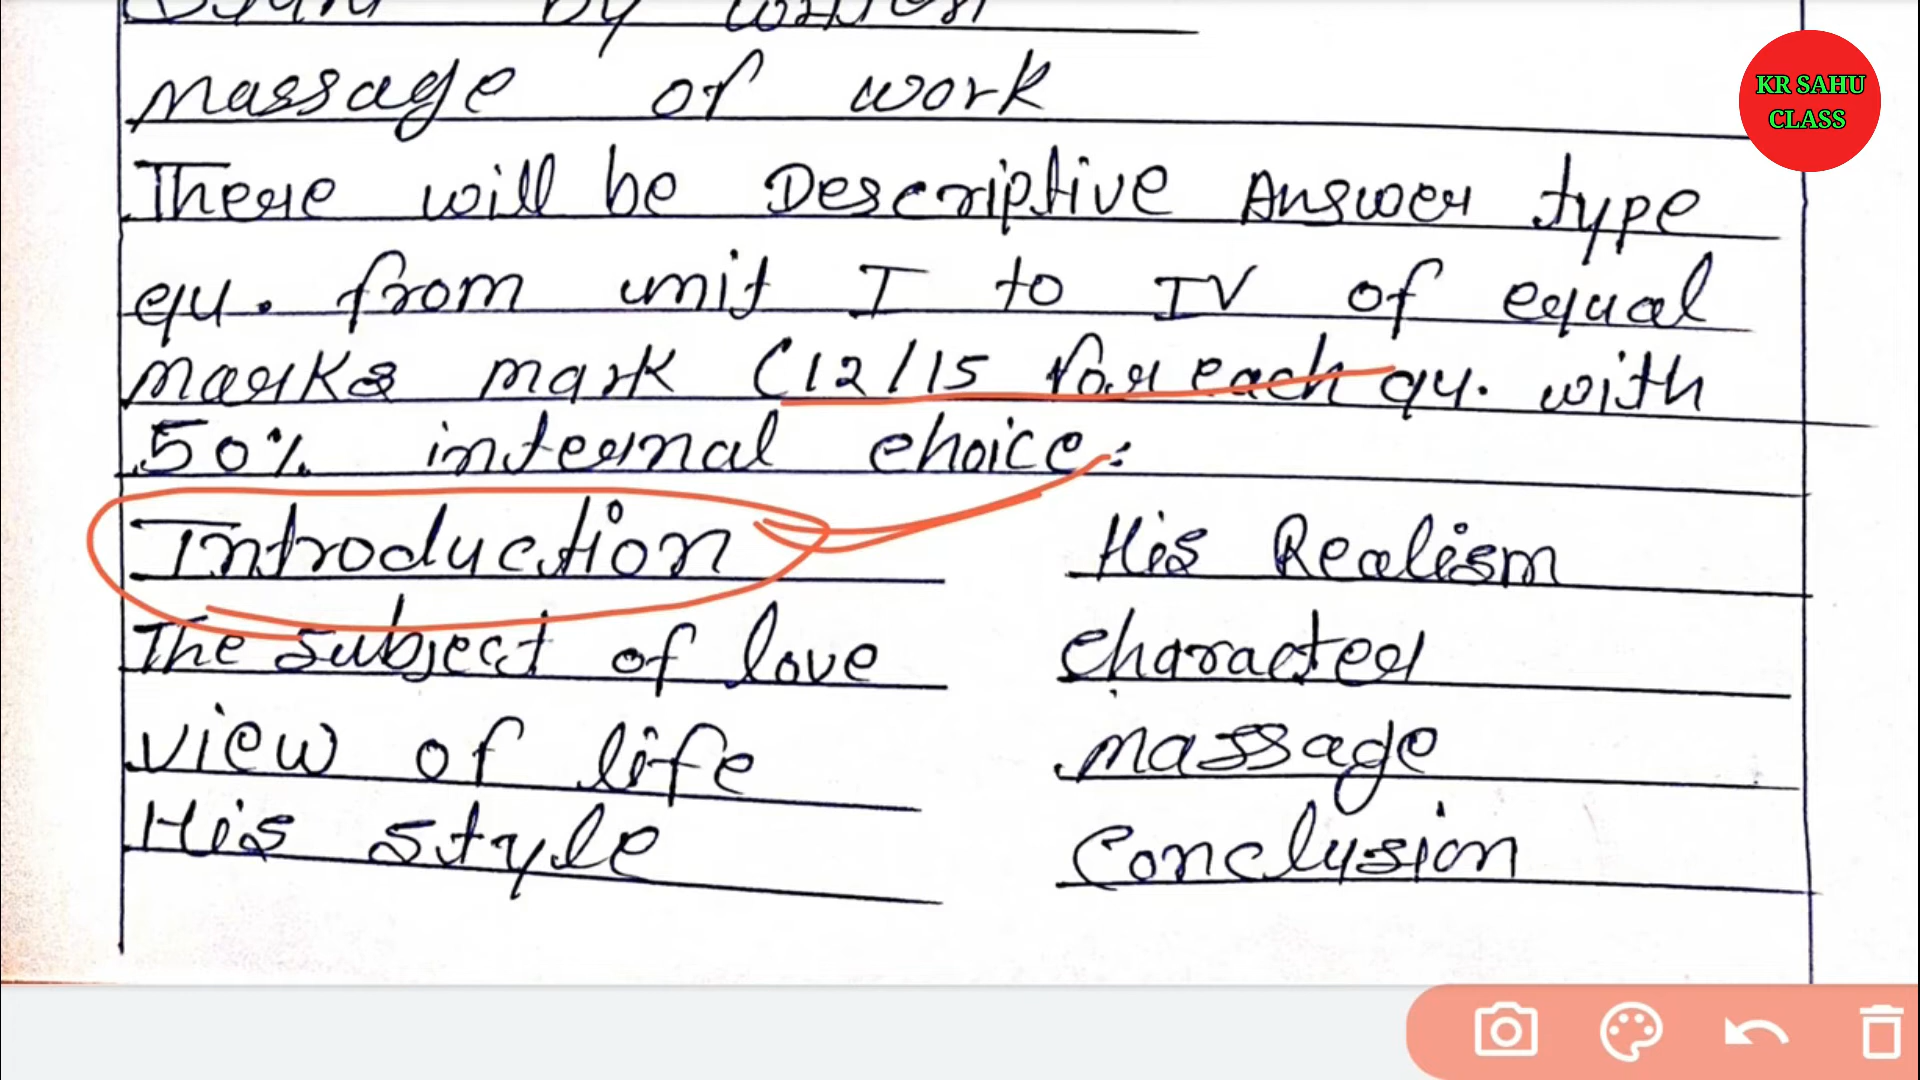 by written
massage of work
KR SAHU
CLASS
There will be Descriptive Answer type
qu. from unit I to IV of equal
marks mark (12/15 for each qu. with
50% internal choice.
Introduction
The subject of love
view of life
His style
His Realism
character
massage
Conclusion